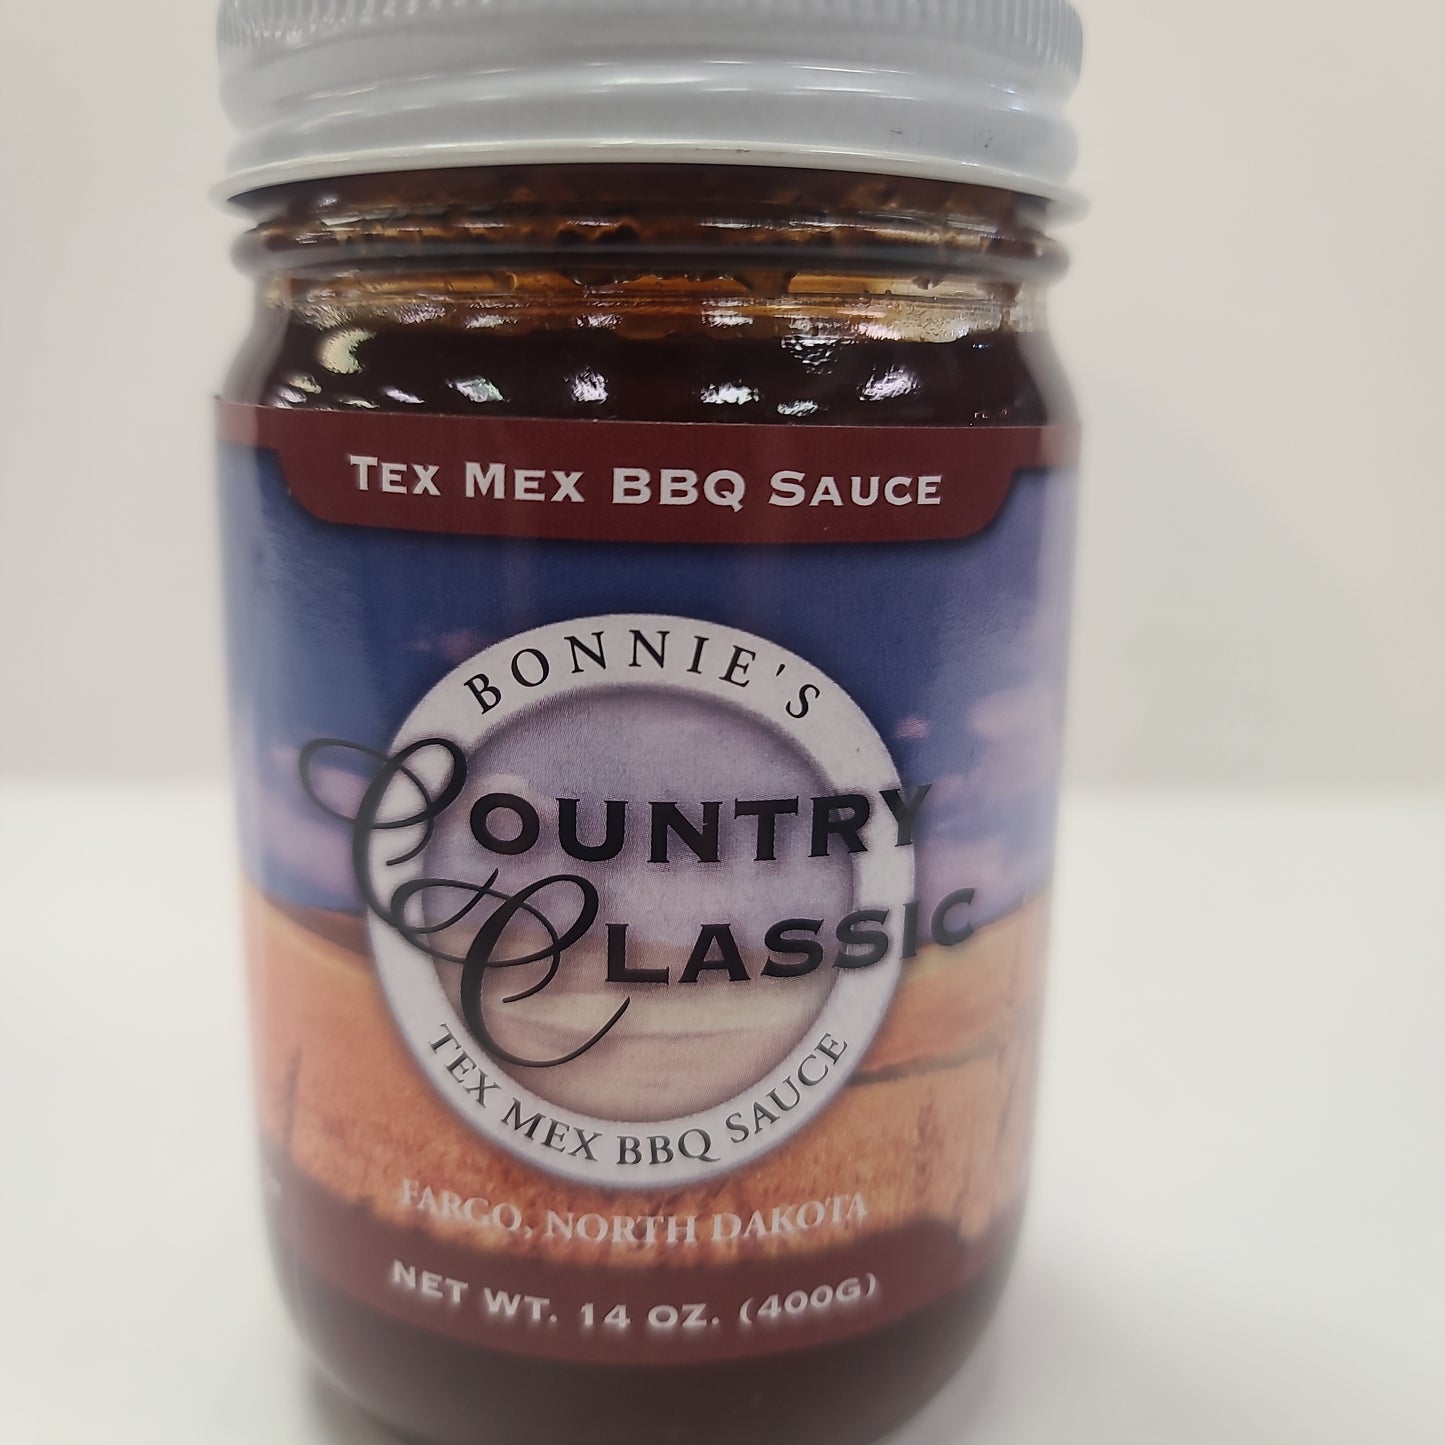 TEX MEX BBQ SAUCE
BONNIE'S
COUNTRY
CLASSIC
TEX MEX BBQ SAUCE
FARGO, NORTH DAKOTA
NET WT. 14 OZ. (400G)